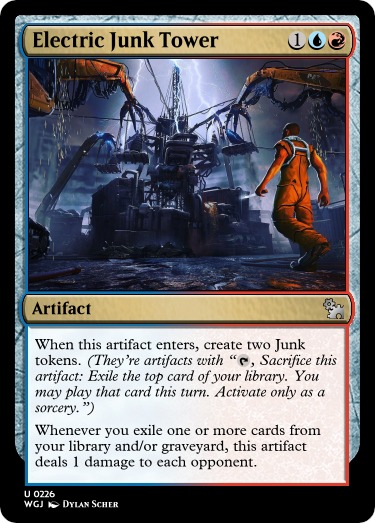 Electric Junk Tower 1
Artifact
When this artifact enters, create two Junk
tokens. (They're artifacts with “, Sacrifice this
artifact: Exile the top card of your library. You
may play that card this turn. Activate only as a
sorcery.”)
Whenever you exile one or more cards from
your library and/or graveyard, this artifact
deals 1 damage to each opponent.
U 0226
WGJ Dylan Scher